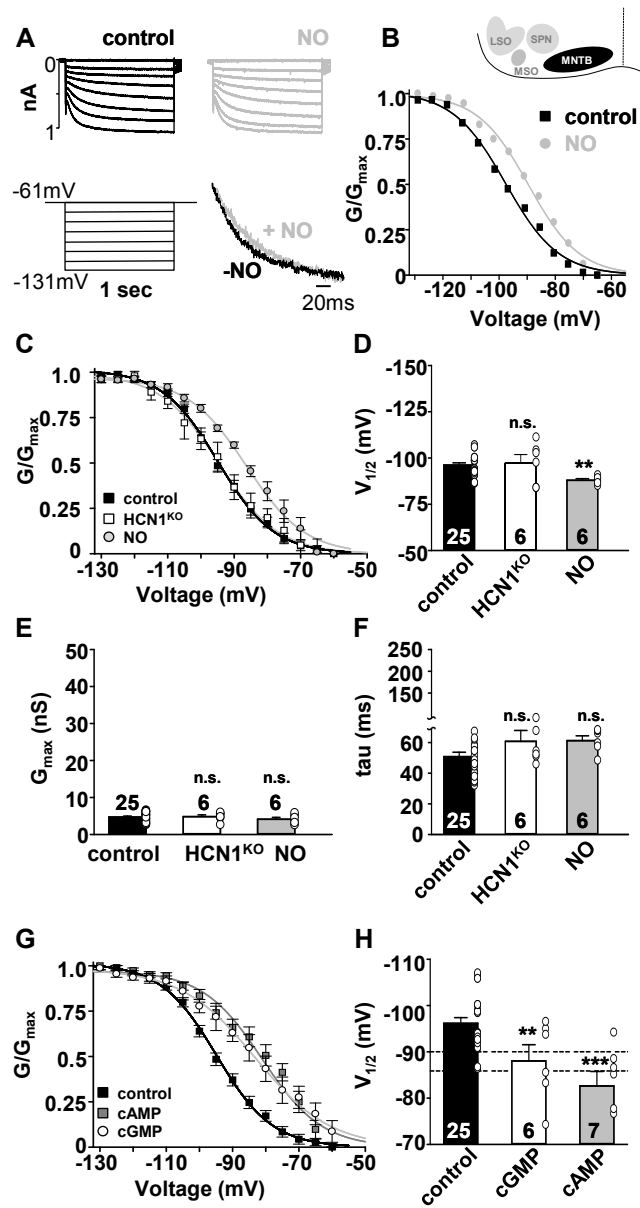 A
control
NO
0
nA
1
-61mV
-131mV
1 sec
+ NO
-NO
20ms
B
LSO
SPN
MSO
MNTB
control
NO
1.0
0.75
0.5
0.25
0
G/Gmax
-120 -100 -80 -60
Voltage (mV)
C
1.0
0.75
0.5
0.25
0
G/Gmax
control
HCN1KO
NO
-130 -110 -90 -70 -50
Voltage (mV)
D
-150
-125
-100
-75
-50
V1/2 (mV)
n.s.
**
25 6 6
control HCN1KO NO
E
50
40
30
20
10
0
Gmax (nS)
n.s. n.s.
25 6 6
control HCN1KO NO
F
250
200
150
60
40
20
0
tau (ms)
n.s. n.s.
25 6 6
control HCN1KO NO
G
1.0
0.75
0.5
0.25
0
G/Gmax
control
cAMP
cGMP
-130 -110 -90 -70 -50
Voltage (mV)
H
-110
-100
-90
-80
-70
V1/2 (mV)
**
***
25 6 7
control cGMP cAMP